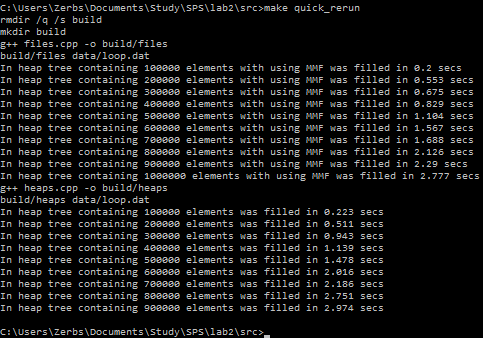 C:\Users\Zerbs\Documents\Study\SPS\lab2\src>make quick_rerun
rmdir /q /s build
mkdir build
g++ files.cpp -o build/files
build/files data/loop.dat
In heap tree containing 100000 elements with using MMF was filled in 0.2 secs
In heap tree containing 200000 elements with using MMF was filled in 0.553 secs
In heap tree containing 300000 elements with using MMF was filled in 0.675 secs
In heap tree containing 400000 elements with using MMF was filled in 0.829 secs
In heap tree containing 500000 elements with using MMF was filled in 1.104 secs
In heap tree containing 600000 elements with using MMF was filled in 1.567 secs
In heap tree containing 700000 elements with using MMF was filled in 1.688 secs
In heap tree containing 800000 elements with using MMF was filled in 2.126 secs
In heap tree containing 900000 elements with using MMF was filled in 2.29 secs
In heap tree containing 1000000 elements with using MMF was filled in 2.777 secs
g++ heaps.cpp -o build/heaps
build/heaps data/loop.dat
In heap tree containing 100000 elements was filled in 0.223 secs
In heap tree containing 200000 elements was filled in 0.511 secs
In heap tree containing 300000 elements was filled in 0.943 secs
In heap tree containing 400000 elements was filled in 1.139 secs
In heap tree containing 500000 elements was filled in 1.478 secs
In heap tree containing 600000 elements was filled in 2.016 secs
In heap tree containing 700000 elements was filled in 2.186 secs
In heap tree containing 800000 elements was filled in 2.751 secs
In heap tree containing 900000 elements was filled in 2.974 secs
C:\Users\Zerbs\Documents\Study\SPS\lab2\src>